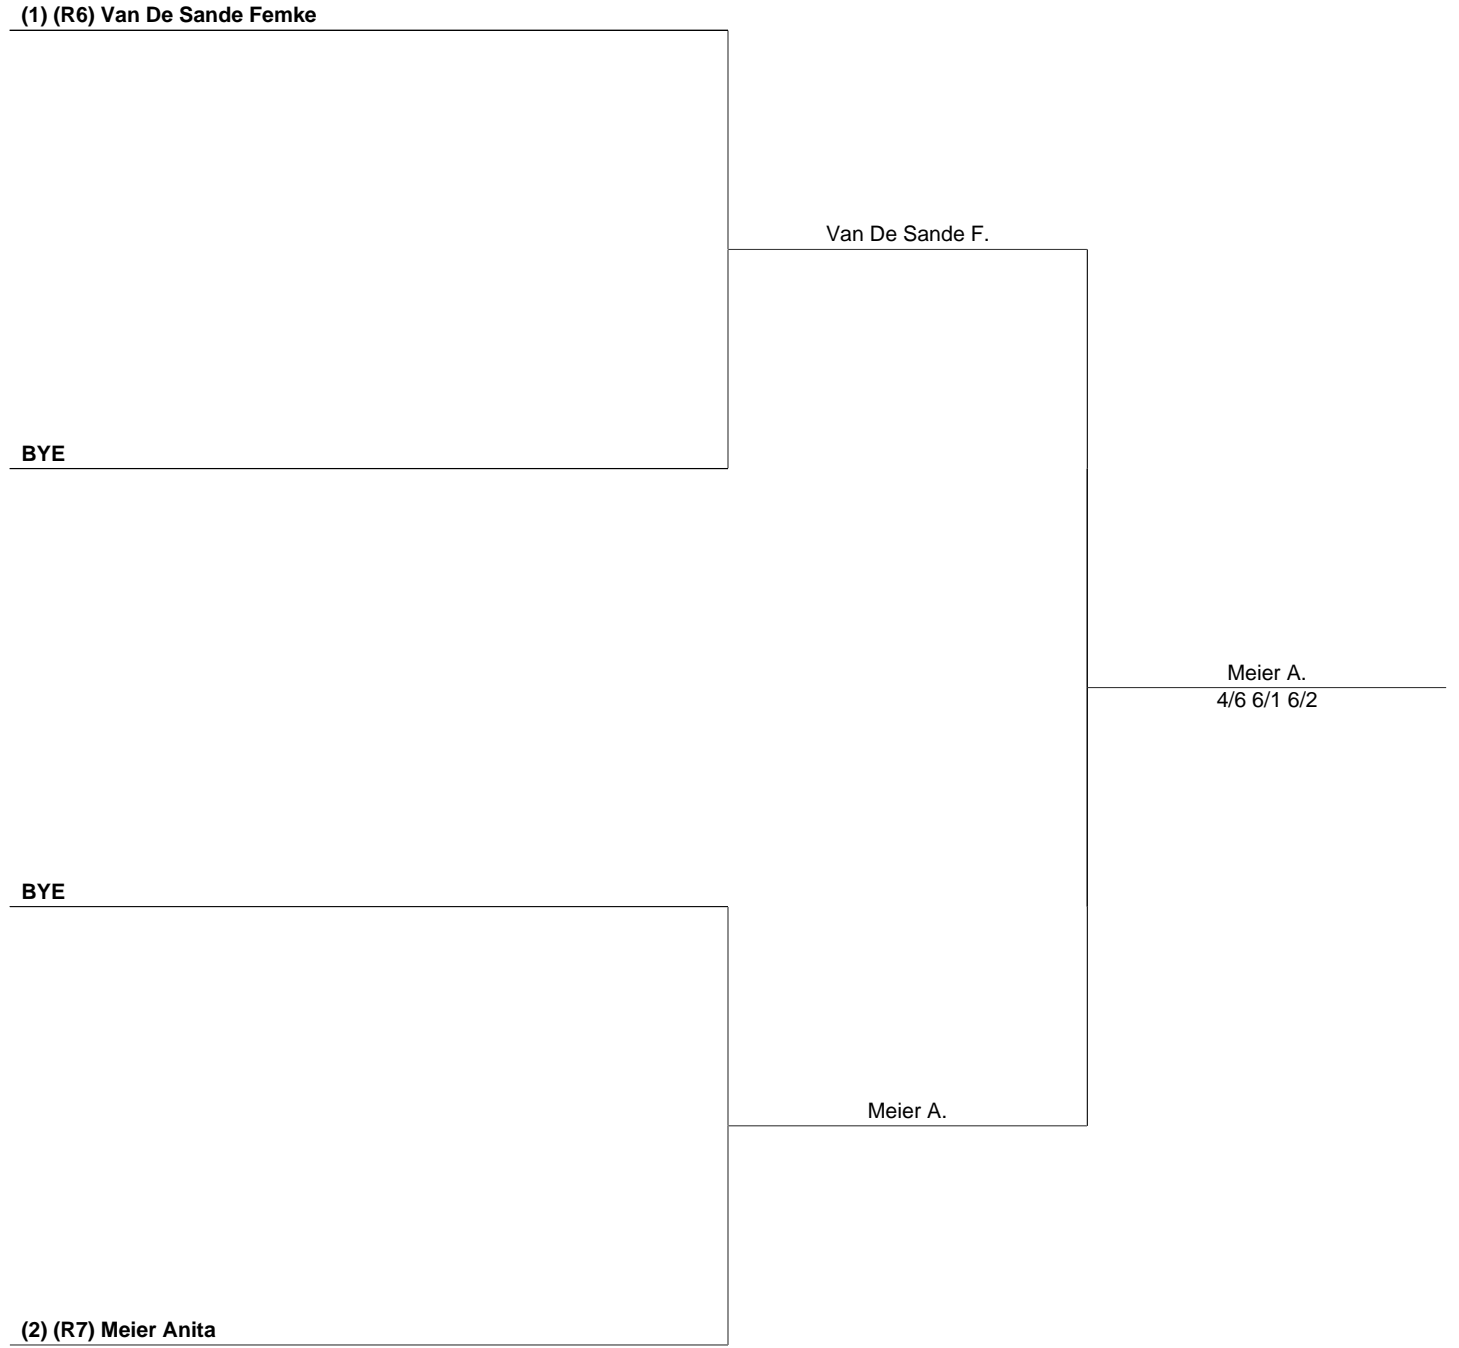 (1) (R6) Van De Sande Femke
Van De Sande F.
BYE
Meier A.
4/6 6/1 6/2
BYE
Meier A.
(2) (R7) Meier Anita